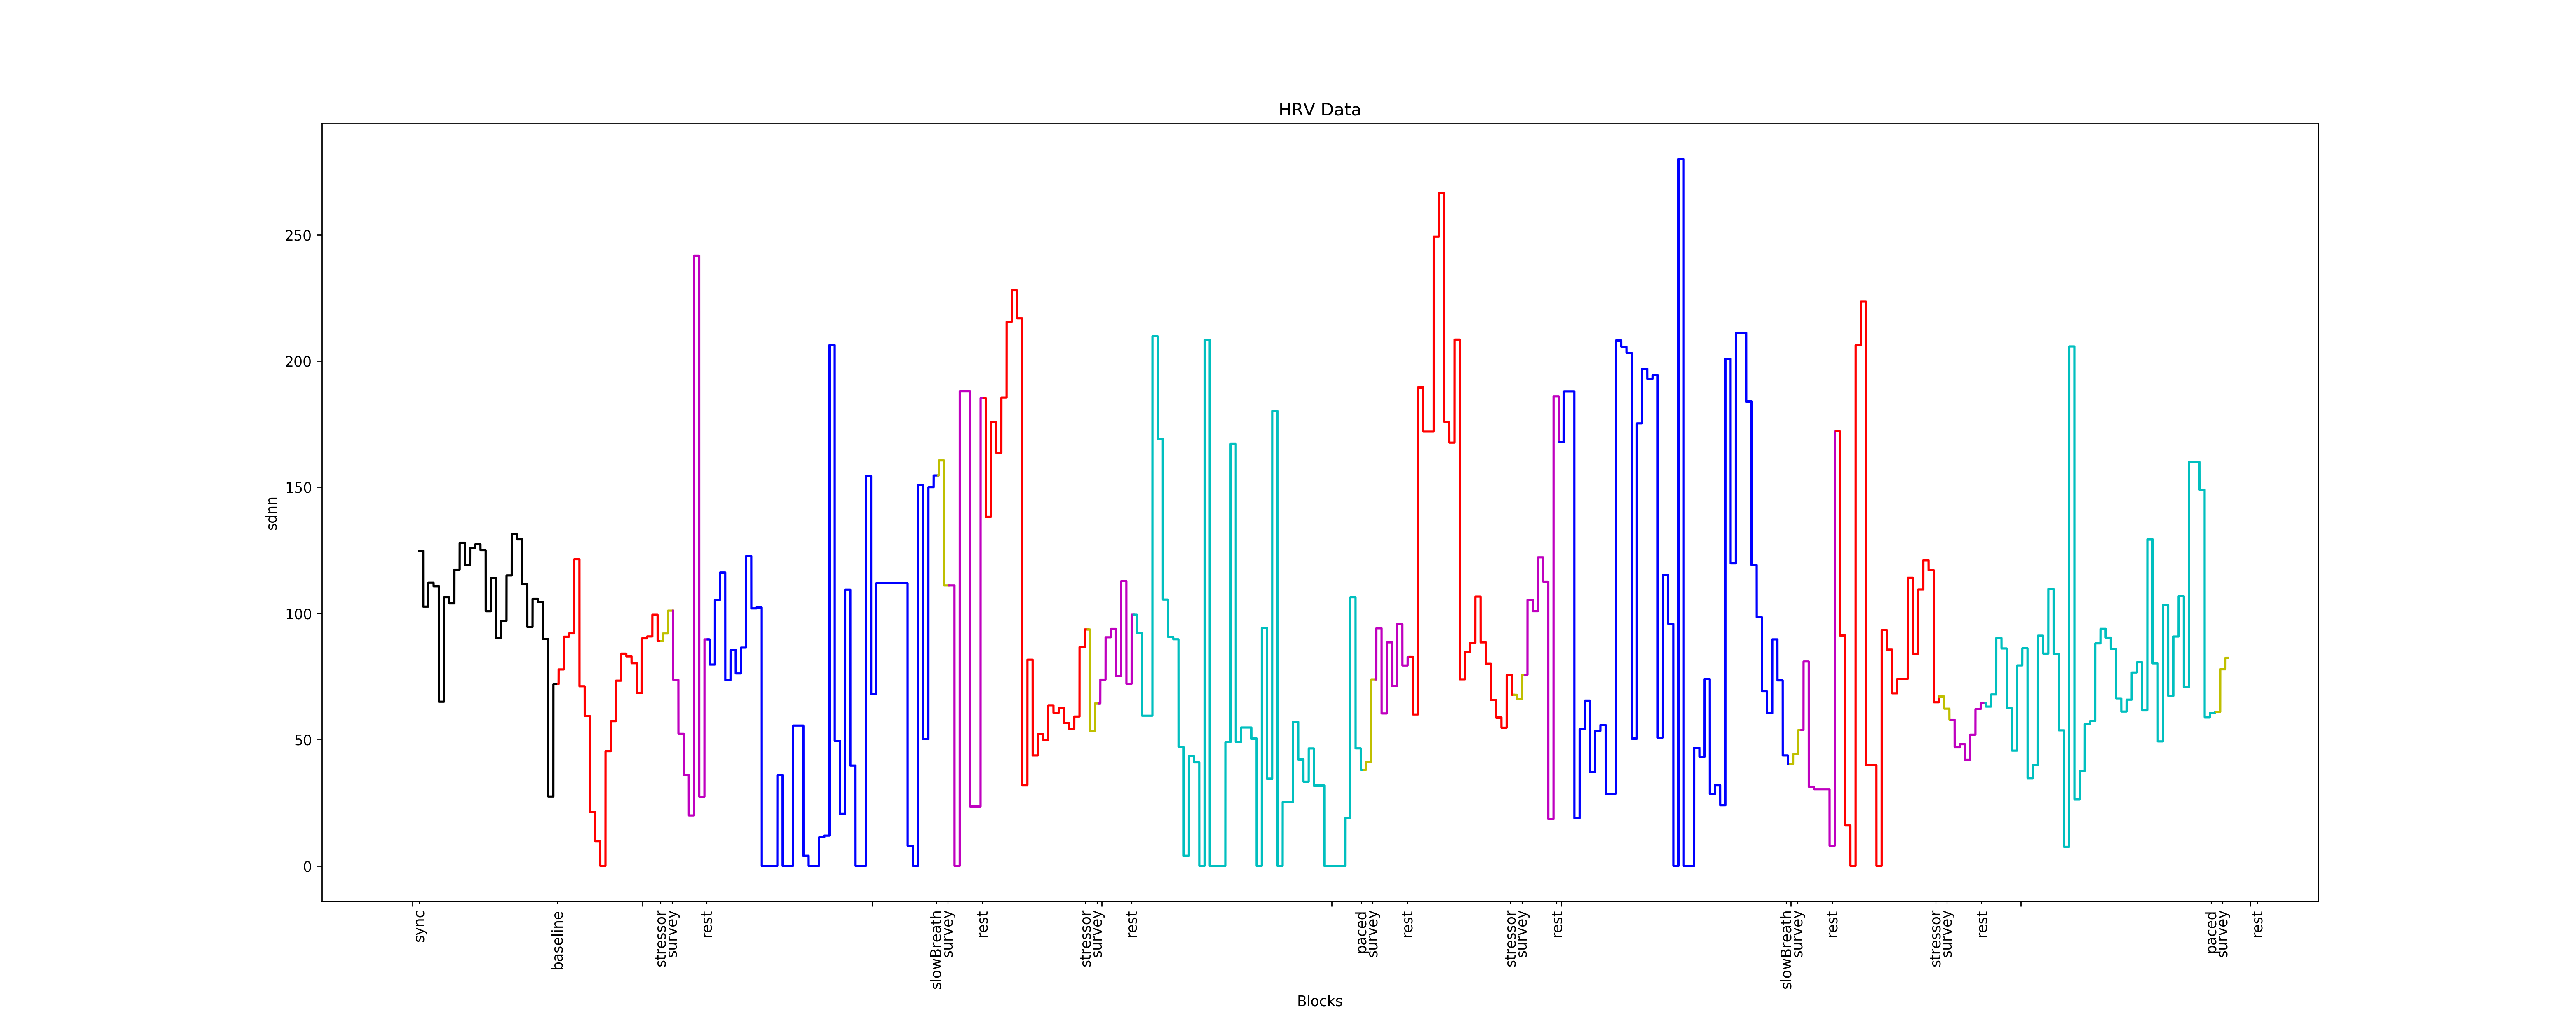 HRV Data
250
200
150
100
50
0
sdnn
sync
baseline
stressor
survey
rest
slowBreath
survey
rest
stressor
survey
rest
paced
survey
rest
stressor
survey
rest
slowBreath
survey
rest
stressor
survey
rest
paced
survey
rest
Blocks